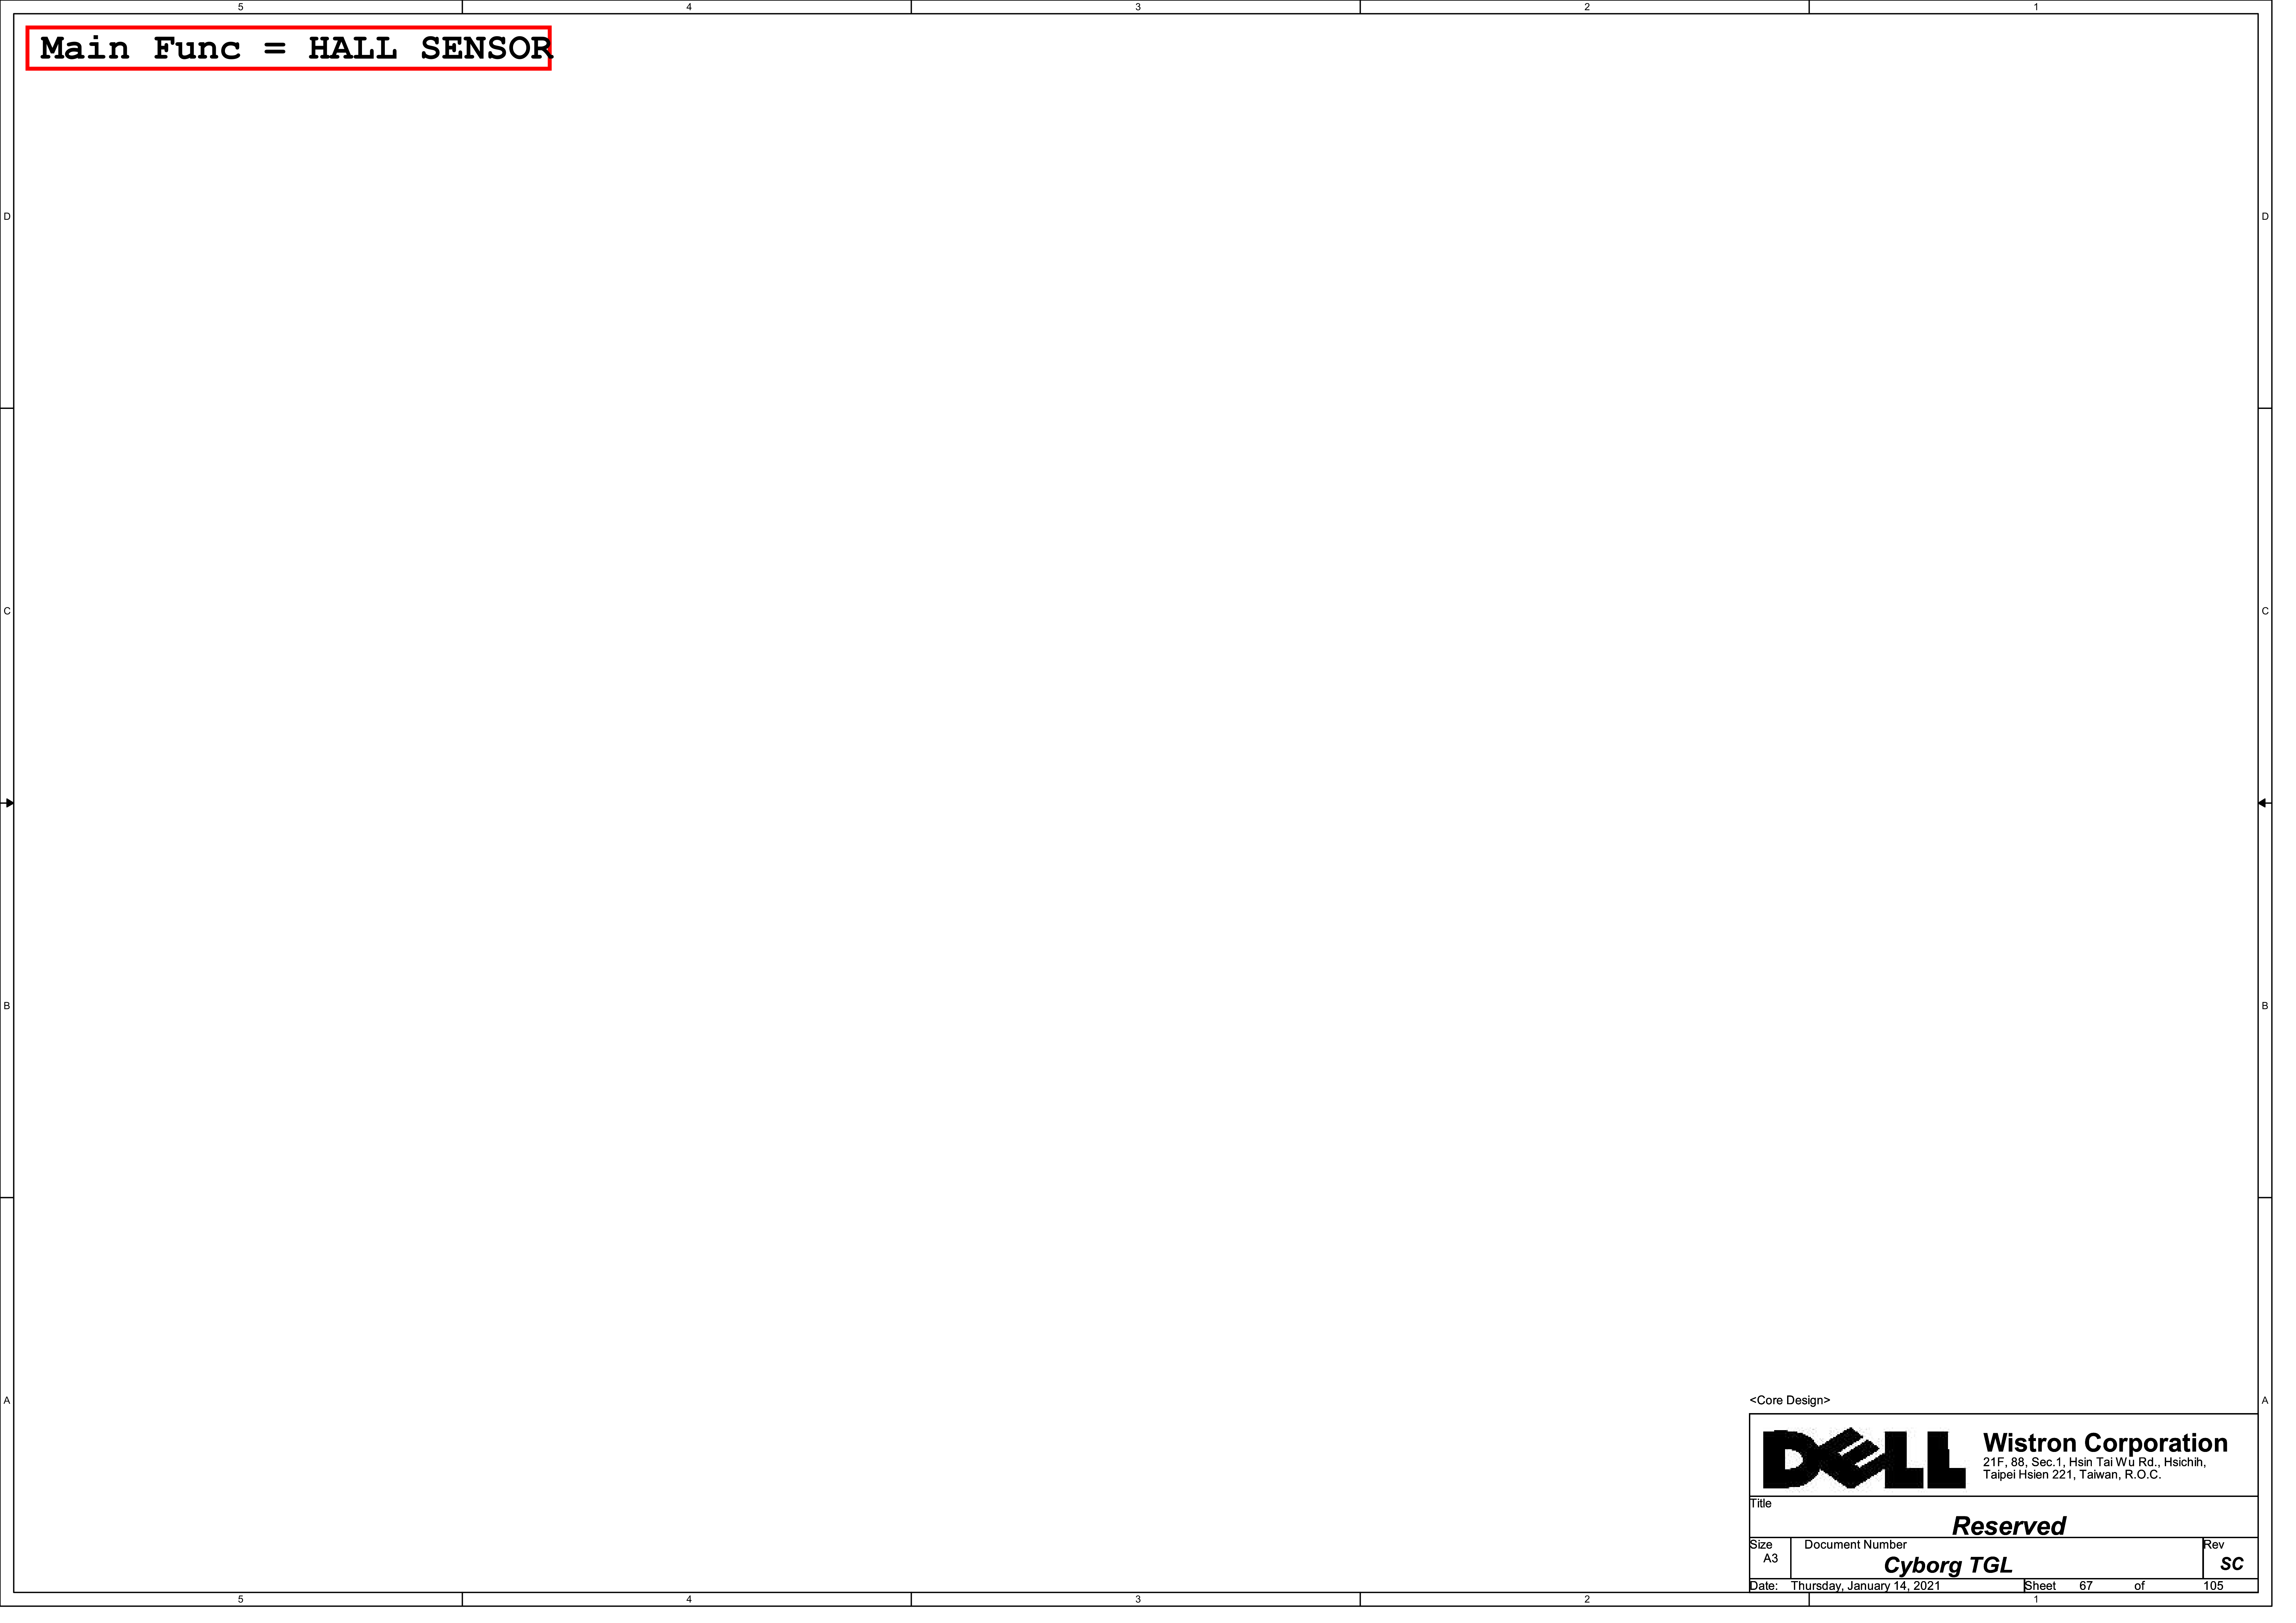 5 4 3 2 1
Main Func = HALL SENSOR
D D
C C
B B
A A
<Core Design>
DELL
Wistron Corporation
21F, 88, Sec.1, Hsin Tai Wu Rd., Hsichih,
Taipei Hsien 221, Taiwan, R.O.C.
Title
Reserved
Size Document Number Rev
A3 Cyborg TGL SC
Date: Thursday, January 14, 2021 Sheet 67 of 105
5 4 3 2 1